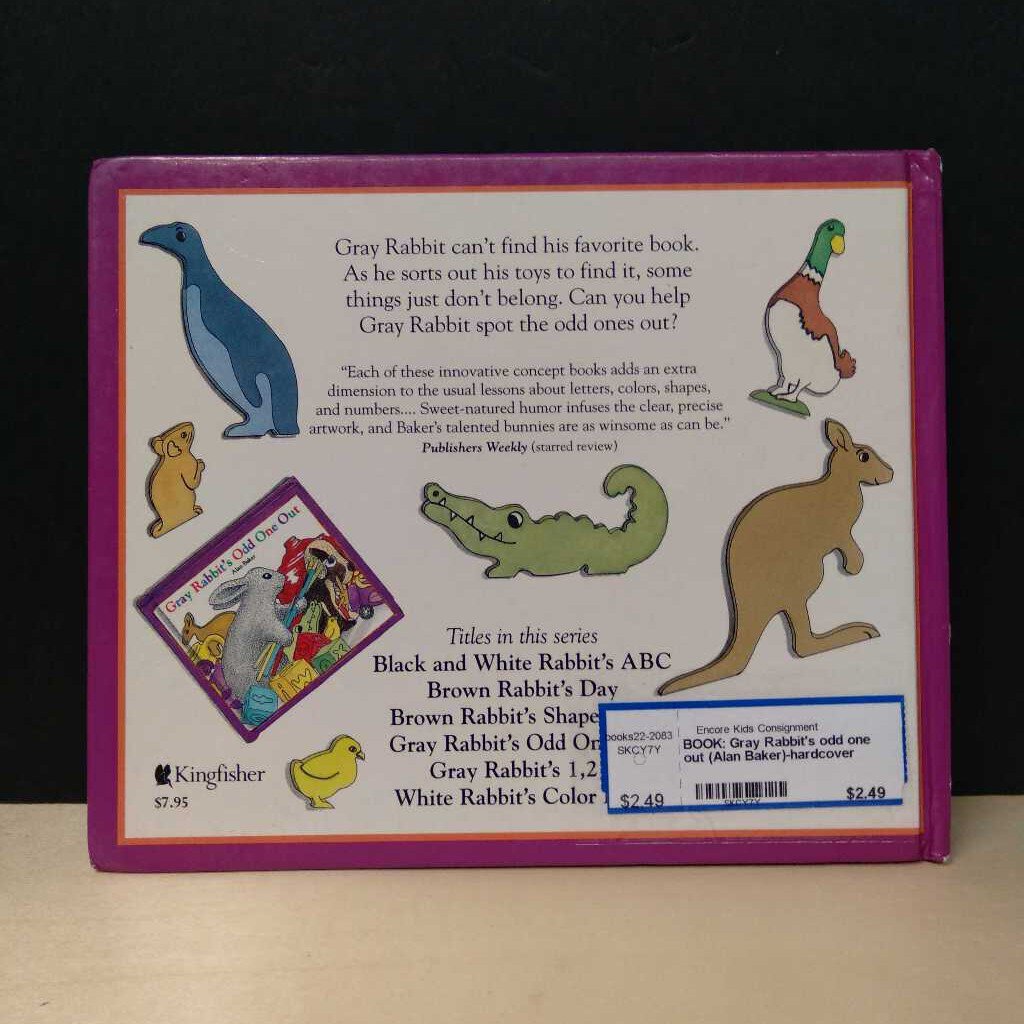 Gray Rabbit can't find his favorite book.
As he sorts out his toys to find it, some
things just don't belong. Can you help
Gray Rabbit spot the odd ones out?
"Each of these innovative concept books adds an extra
dimension to the usual lessons about letters, colors, shapes,
and numbers.... Sweet-natured humor infuses the clear, precise
artwork, and Baker's talented bunnies are as winsome as can be."
Publishers Weekly (starred review)
Gray Rabbit's Odd One Out
Alan Baker
Titles in this series
Black and White Rabbit's ABC
Brown Rabbit's Day
Brown Rabbit's Shape
Gray Rabbit's Odd On
Gray Rabbit's 1,2
White Rabbit's Color
Kingfisher
$7.95
books22-2083
SKCY7Y
$2.49
Encore Kids Consignment
BOOK: Gray Rabbit's odd one
out (Alan Baker)-hardcover
SKCY7Y
$2.49